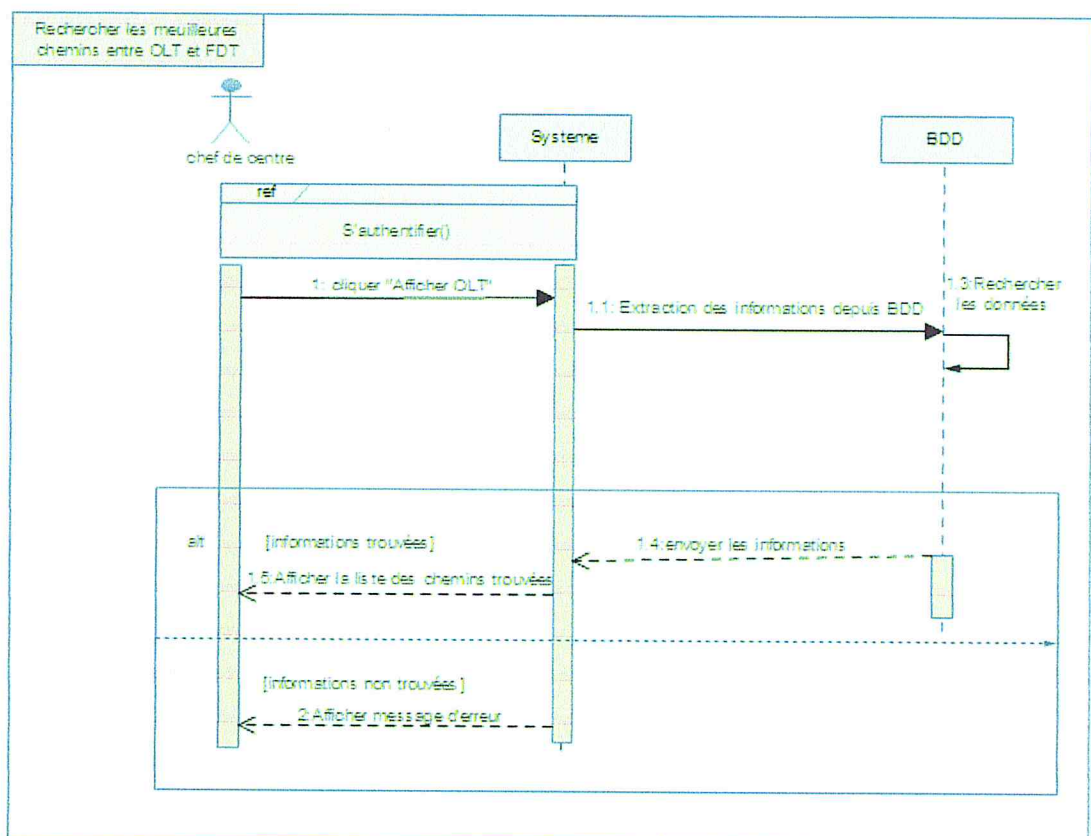 Rechercher les meuilleures
chemins entre OLT et FDT
chef de centre
Systeme
BDD
ref
S'authentifier()
1: cliquer "Afficher OLT"
1.1: Extraction des informations depuis BDD
1.3:Rechercher
les données
alt
[informations trouvées]
1.4:envoyer les informations
1.5:Afficher la liste des chemins trouvées
[informations non trouvées]
2:Afficher message d'erreur